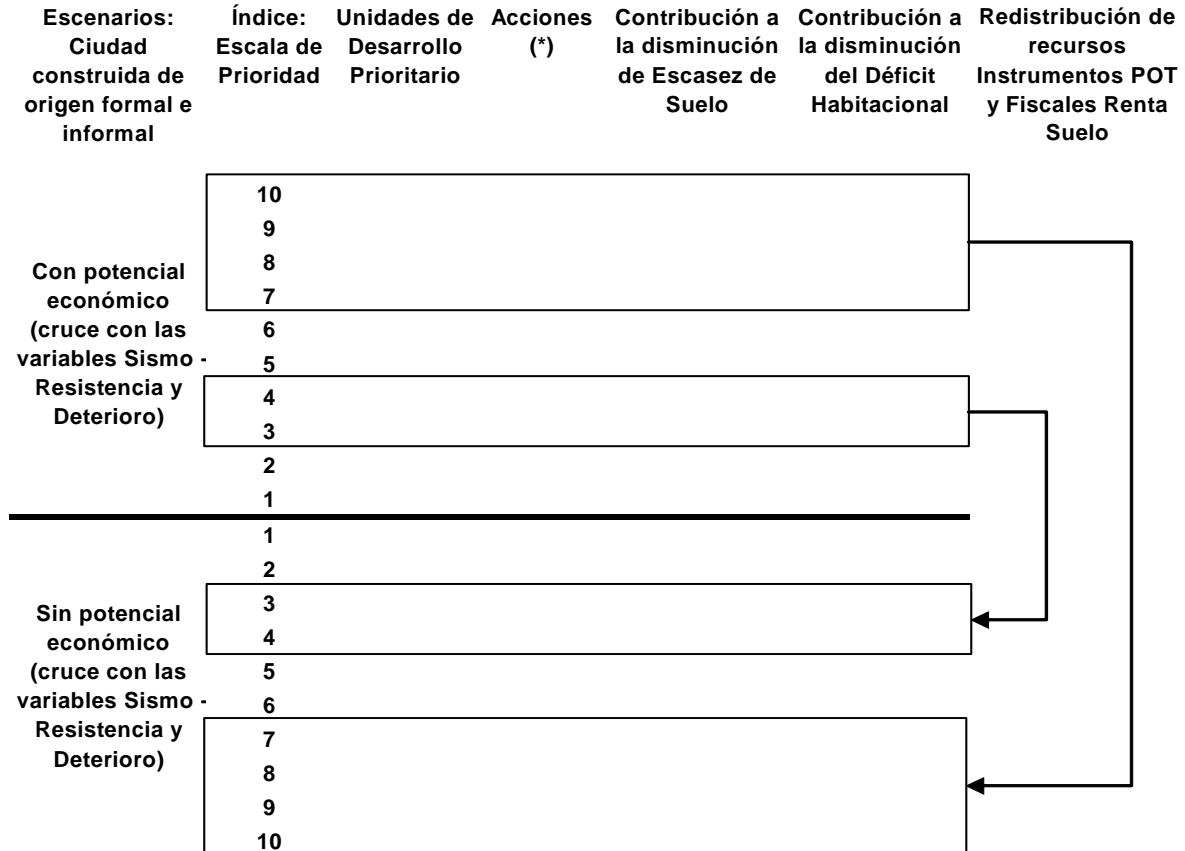 Escenarios:
Ciudad
construida de
origen formal e
informal
Índice:
Escala de
Prioridad
Unidades de
Desarrollo
Prioritario
Acciones
(*)
Contribución a
la disminución
de Escasez de
Suelo
Contribución a
la disminución
del Déficit
Habitacional
Redistribución de
recursos
Instrumentos POT
y Fiscales Renta
Suelo
Con potencial
económico
(cruce con las
variables Sismo -
Resistencia y
Deterioro)
10
9
8
7
6
5
4
3
2
1
Sin potencial
económico
(cruce con las
variables Sismo -
Resistencia y
Deterioro)
1
2
3
4
5
6
7
8
9
10